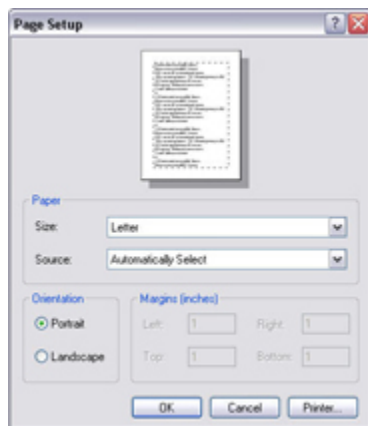 Page Setup
Paper
Size: Letter
Source: Automatically Select
Orientation
Portrait
Landscape
Margins (inches)
Left: 1 Right: 1
Top: 1 Bottom: 1
OK Cancel Printer...